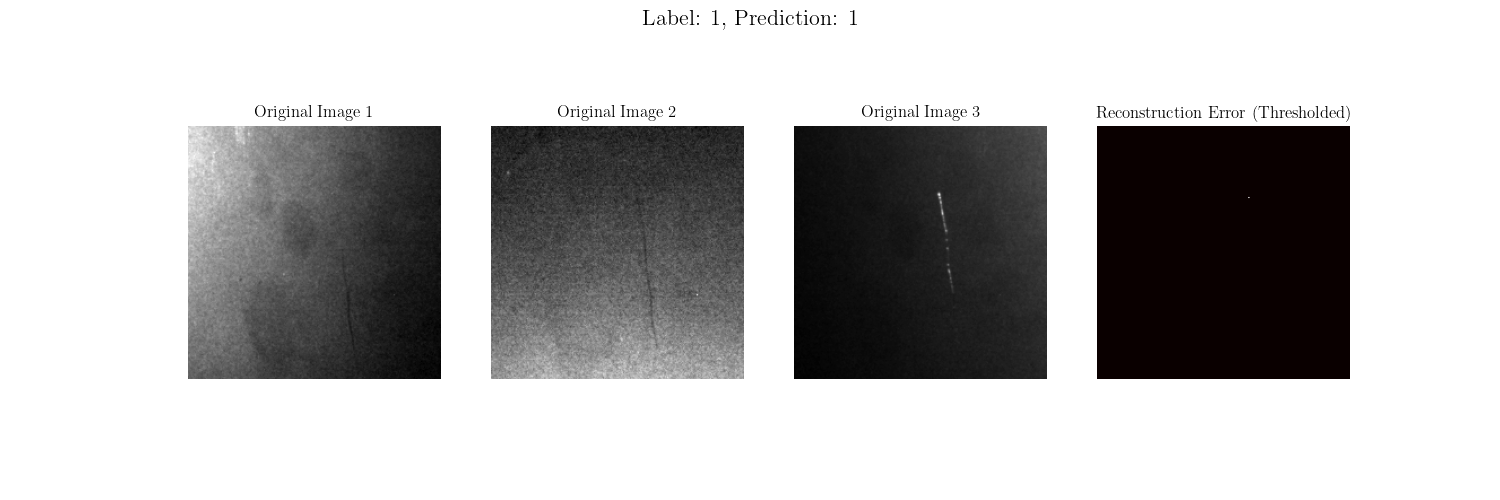 Label: 1, Prediction: 1
Original Image 1
Original Image 2
Original Image 3
Reconstruction Error (Thresholded)